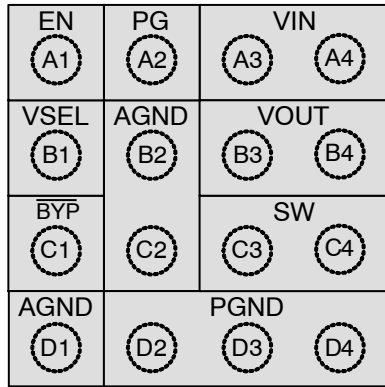 EN PG VIN
A1 A2 A3 A4
VSEL AGND VOUT
B1 B2 B3 B4
BYP SW
C1 C2 C3 C4
AGND PGND
D1 D2 D3 D4